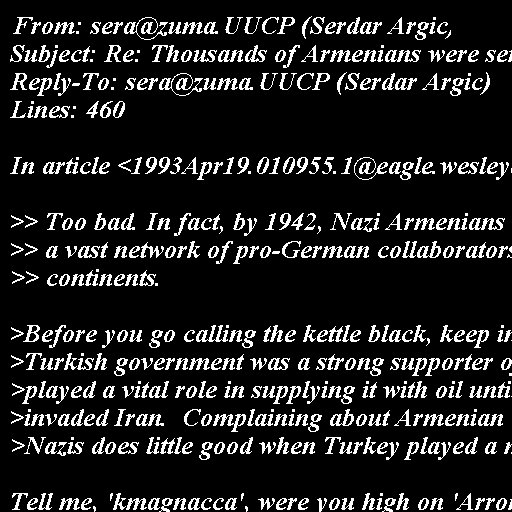 From: sera@zuma.UUCP (Serdar Argic,
Subject: Re: Thousands of Armenians were
Reply-To: sera@zuma.UUCP (Serdar Argic)
Lines: 460
In article <1993Apr19.010955.1@eagle.wesley
>> Too bad. In fact, by 1942, Nazi Armenians
>> a vast network of pro-German collaborators
>> continents.
>Before you go calling the kettle black, keep
>Turkish government was a strong supporter
>played a vital role in supplying it with oil
>invaded Iran.  Complaining about Armenian
>Nazis does little good when Turkey played a
Tell me, 'kmagnacca', were you high on